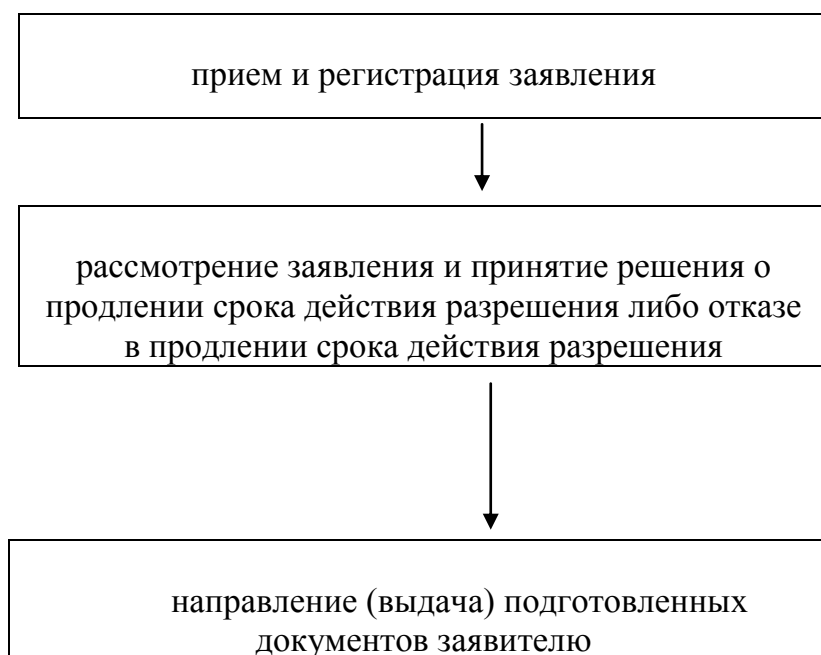 прием и регистрация заявления
рассмотрение заявления и принятие решения о
продлении срока действия разрешения либо отказе
в продлении срока действия разрешения
направление (выдача) подготовленных
документов заявителю